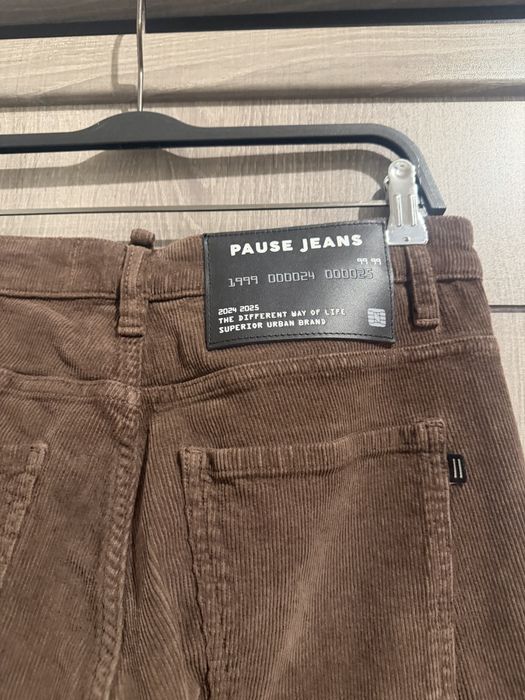 PAUSE JEANS
99 99
1999 000024 000025
2024 2025
THE DIFFERENT WAY OF LIFE
SUPERIOR URBAN BRAND